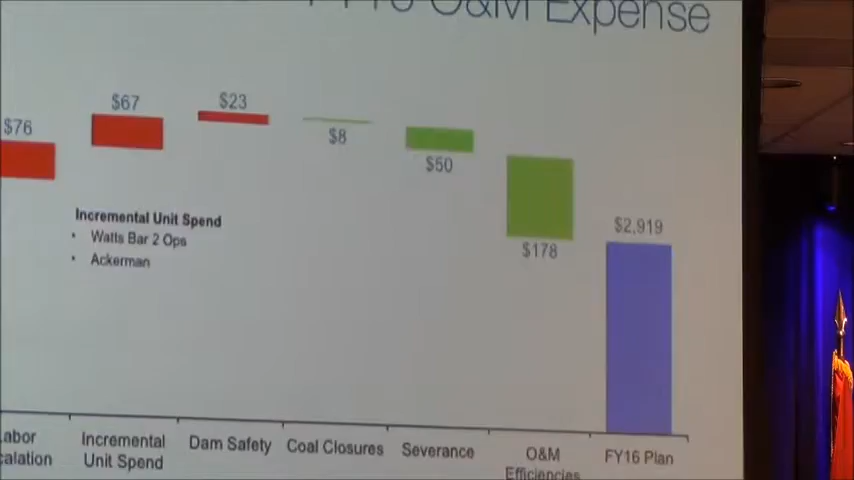 O&M Expense
$76
$67
$23
$8
$50
$178
$2,919
Incremental Unit Spend
• Watts Bar 2 Ops
• Ackerman
Labor
calation
Incremental
Unit Spend
Dam Safety
Coal Closures
Severance
O&M
Efficiencies
FY16 Plan